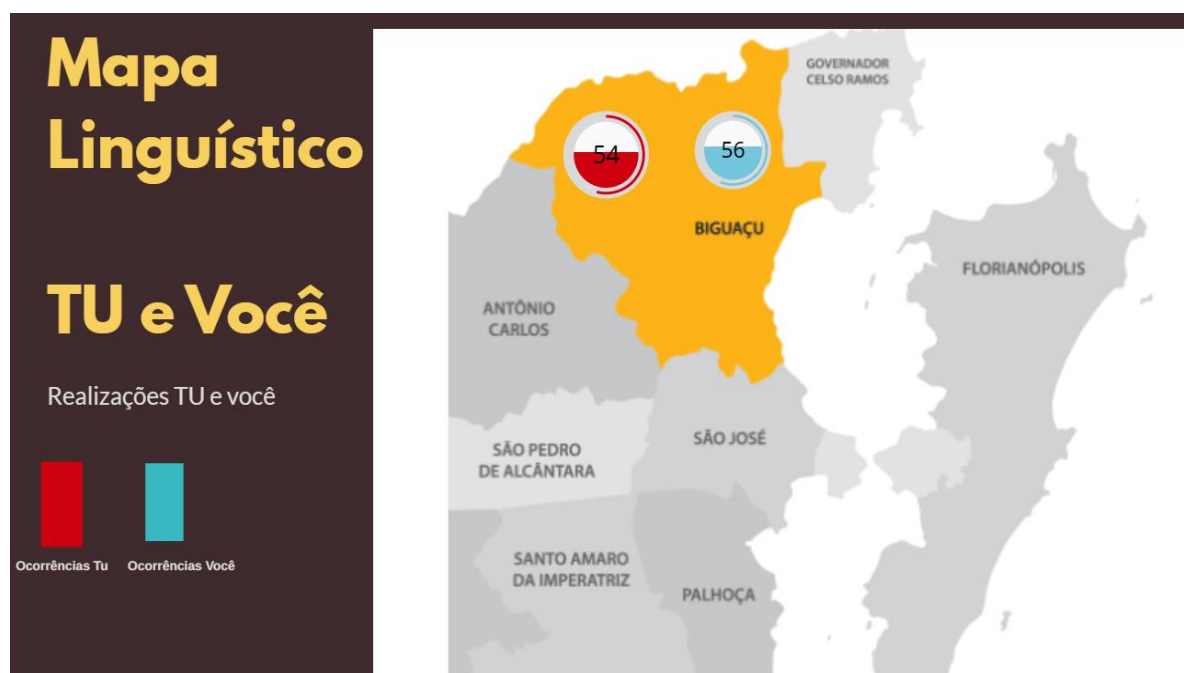 Mapa
Linguístico
TU e Você
Realizações TU e você
Ocorrências Tu
Ocorrências Você
GOVERNADOR
CELSO RAMOS
54
56
BIGUAÇU
FLORIANÓPOLIS
ANTÔNIO
CARLOS
SÃO JOSÉ
SÃO PEDRO
DE ALCÂNTARA
SANTO AMARO
DA IMPERATRIZ
PALHOÇA